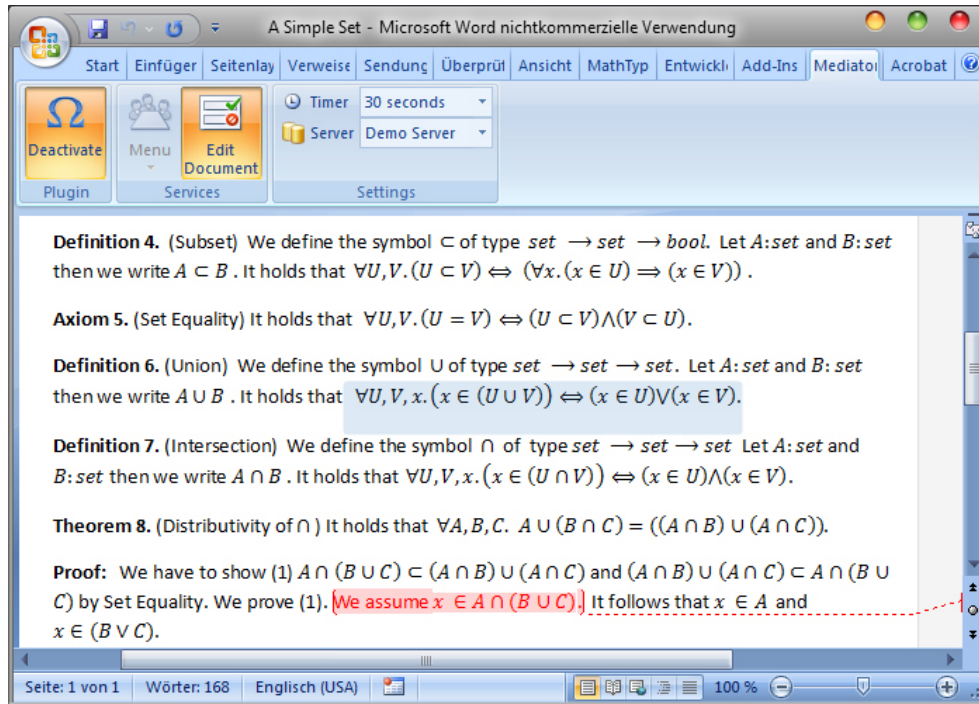 A Simple Set - Microsoft Word nichtkommerzielle Verwendung
Start Einfüger Seitenlay Verweise Sendung Überprüf Ansicht MathTyp Entwickl Add-Ins Mediator Acrobat
Deactivate
Plugin
Menu
Edit
Document
Services
Timer 30 seconds
Server Demo Server
Settings
Definition 4. (Subset) We define the symbol ⊂ of type set → set → bool. Let A:set and B:set
then we write A ⊂ B . It holds that ∀U,V.(U ⊂ V) ⇔ (∀x.(x ∈ U) ⟹ (x ∈ V)) .
Axiom 5. (Set Equality) It holds that ∀U,V.(U = V) ⇔ (U ⊂ V)∧(V ⊂ U).
Definition 6. (Union) We define the symbol ∪ of type set → set → set. Let A:set and B:set
then we write A ∪ B . It holds that ∀U,V,x.(x ∈ (U ∪ V)) ⇔ (x ∈ U)∨(x ∈ V).
Definition 7. (Intersection) We define the symbol ∩ of type set → set → set Let A:set and
B:set then we write A ∩ B . It holds that ∀U,V,x.(x ∈ (U ∩ V)) ⇔ (x ∈ U)∧(x ∈ V).
Theorem 8. (Distributivity of ∩ ) It holds that ∀A,B,C. A ∪ (B ∩ C) = ((A ∩ B) ∪ (A ∩ C)).
Proof: We have to show (1) A ∩ (B ∪ C) ⊂ (A ∩ B) ∪ (A ∩ C) and (A ∩ B) ∪ (A ∩ C) ⊂ A ∩ (B ∪
C) by Set Equality. We prove (1). We assume x ∈ A ∩ (B ∪ C). It follows that x ∈ A and
x ∈ (B ∨ C).
Seite: 1 von 1 Wörter: 168 Englisch (USA) 100 %